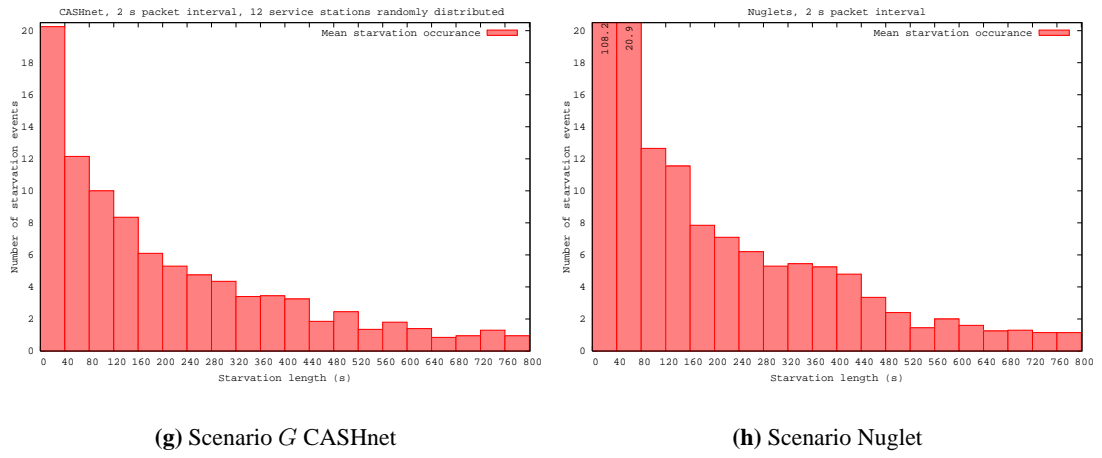 CASHnet, 2 s packet interval, 12 service stations randomly distributed
Mean starvation occurance
Number of starvation events
20
18
16
14
12
10
8
6
4
2
0
0 40 80 120 160 200 240 280 320 360 400 440 480 520 560 600 640 680 720 760 800
Starvation length (s)
(g) Scenario G CASHnet
Nuglets, 2 s packet interval
Mean starvation occurance
108.2
20.9
Number of starvation events
20
18
16
14
12
10
8
6
4
2
0
0 40 80 120 160 200 240 280 320 360 400 440 480 520 560 600 640 680 720 760 800
Starvation length (s)
(h) Scenario Nuglet